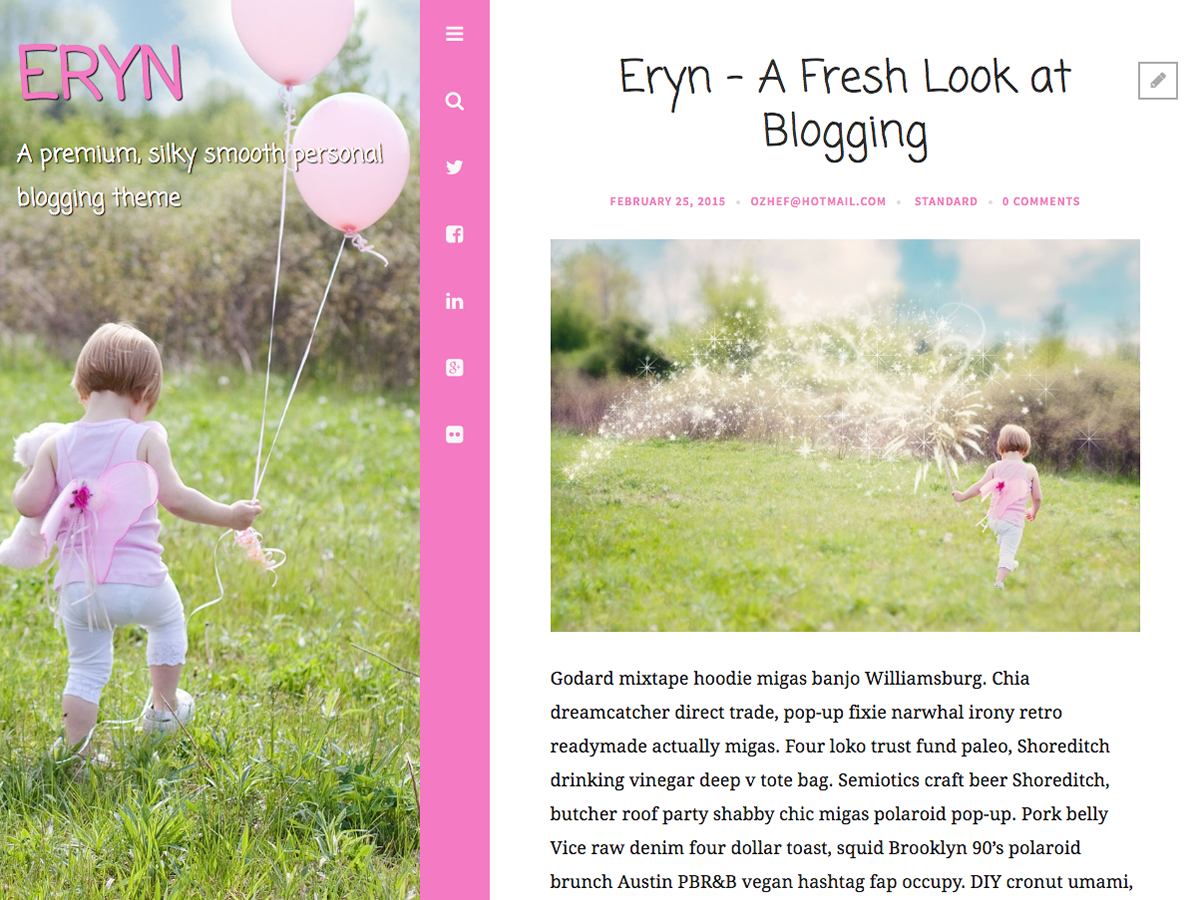 ERYN
A premium, silky smooth personal
blogging theme
Eryn - A Fresh Look at
Blogging
FEBRUARY 25, 2015 • OZHEF@HOTMAIL.COM • STANDARD • 0 COMMENTS
Godard mixtape hoodie migas banjo Williamsburg. Chia
dreamcatcher direct trade, pop-up fixie narwhal irony retro
readymade actually migas. Four loko trust fund paleo, Shoreditch
drinking vinegar deep v tote bag. Semiotics craft beer Shoreditch,
butcher roof party shabby chic migas polaroid pop-up. Pork belly
Vice raw denim four dollar toast, squid Brooklyn 90’s polaroid
brunch Austin PBR&B vegan hashtag fap occupy. DIY cronut umami,